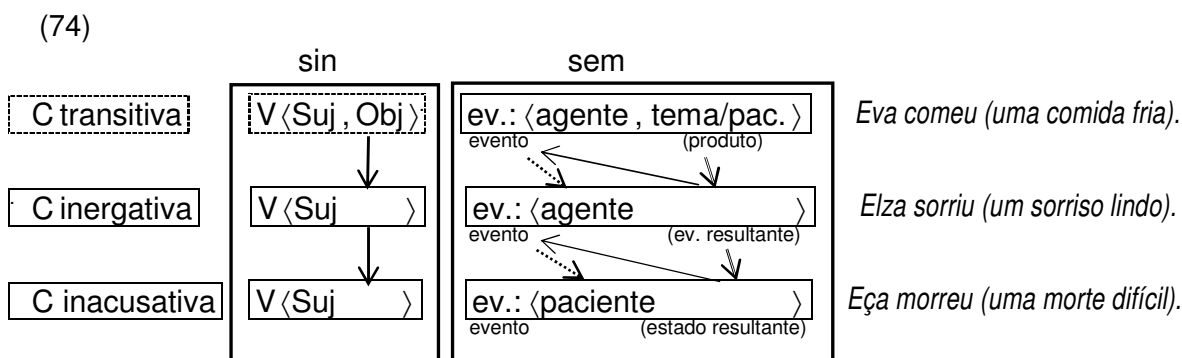 (74)
sin sem
C transitiva V⟨Suj , Obj⟩ ev.: ⟨agente , tema/pac. ⟩ Eva comeu (uma comida fria).
evento (produto)
C inergativa V⟨Suj ⟩ ev.: ⟨agente ⟩ Elza sorriu (um sorriso lindo).
evento (ev. resultante)
C inacusativa V⟨Suj ⟩ ev.: ⟨paciente ⟩ Eça morreu (uma morte difícil).
evento (estado resultante)